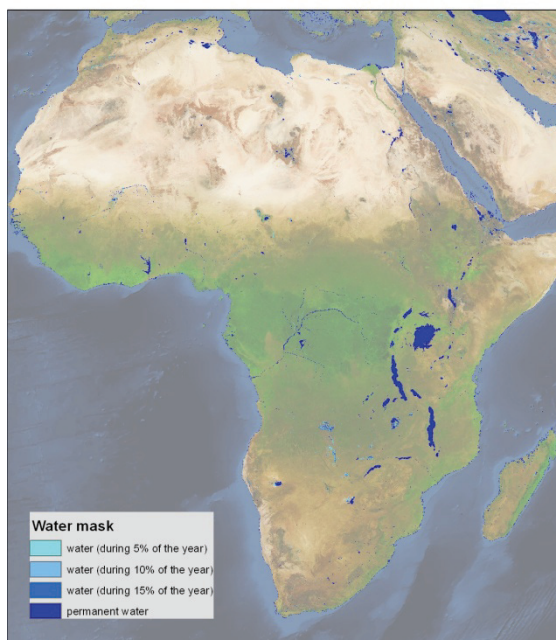 Water mask
water (during 5% of the year)
water (during 10% of the year)
water (during 15% of the year)
permanent water